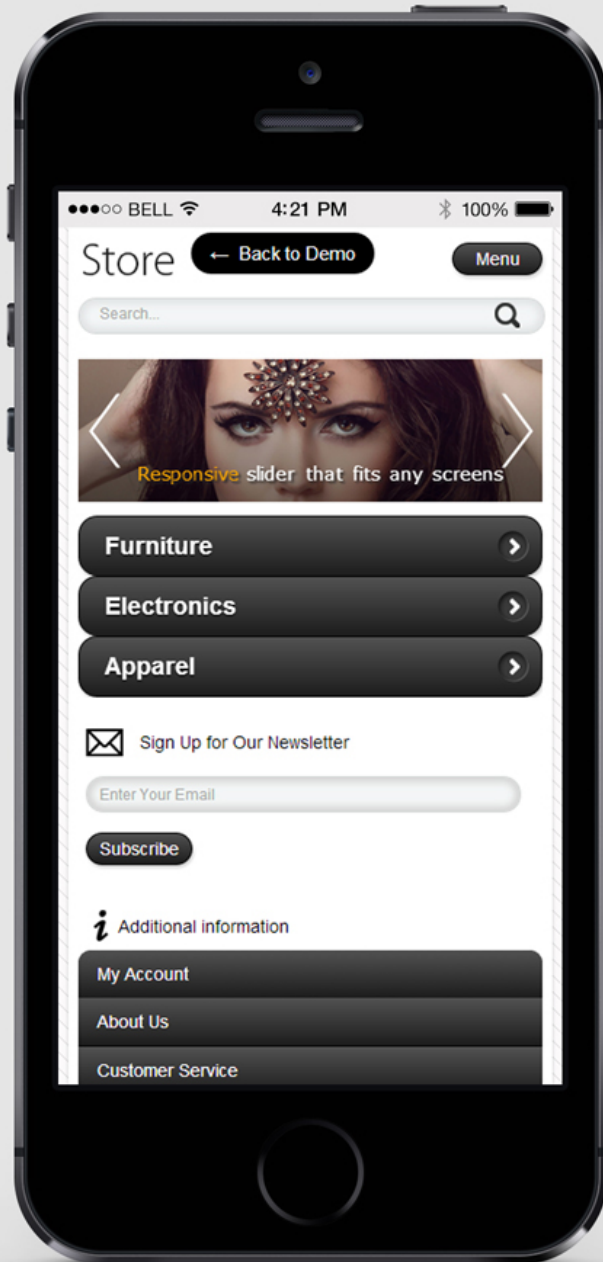 BELL 4:21 PM 100%
Store ← Back to Demo Menu
Search...
Responsive slider that fits any screens
Furniture
Electronics
Apparel
Sign Up for Our Newsletter
Enter Your Email
Subscribe
i Additional information
My Account
About Us
Customer Service